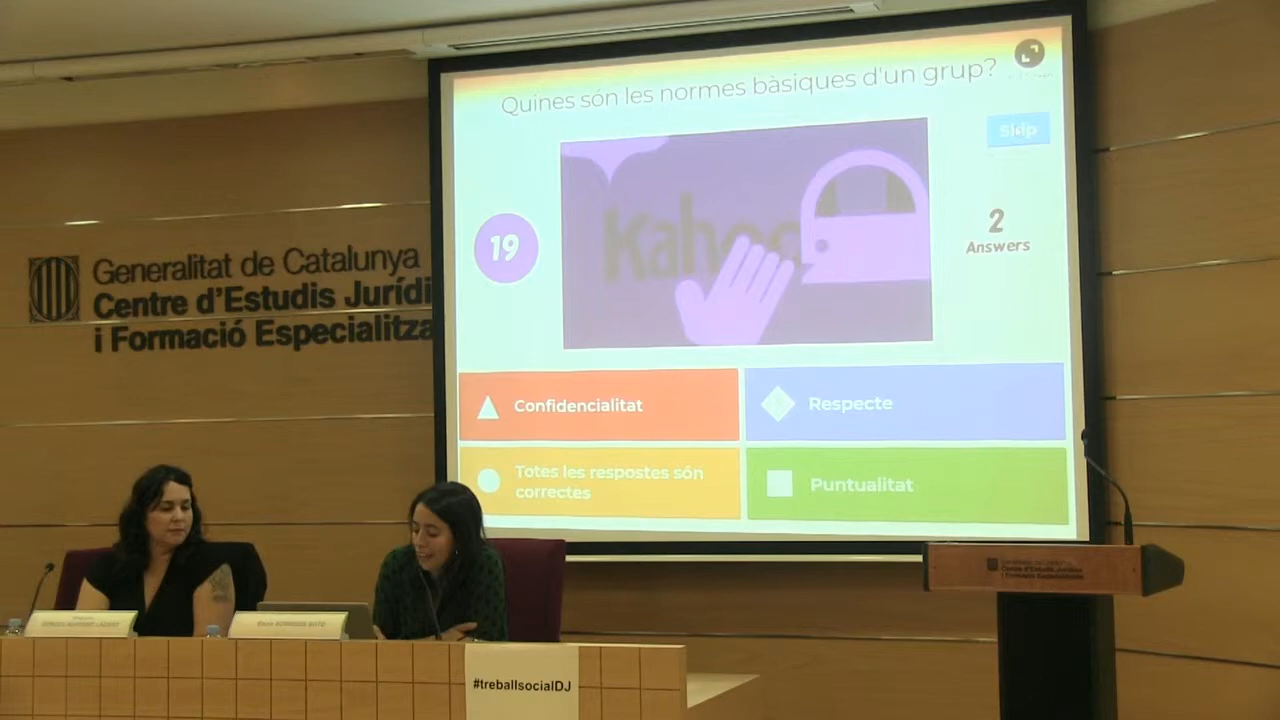 Quines són les normes bàsiques d'un grup?
Skip
Kahoo
19
2
Answers
Confidencialitat
Respecte
Totes les respostes són
correctes
Puntualitat
Generalitat de Catalunya
Centre d'Estudis Jurídi
i Formació Especialitza
#treballsocialDJ